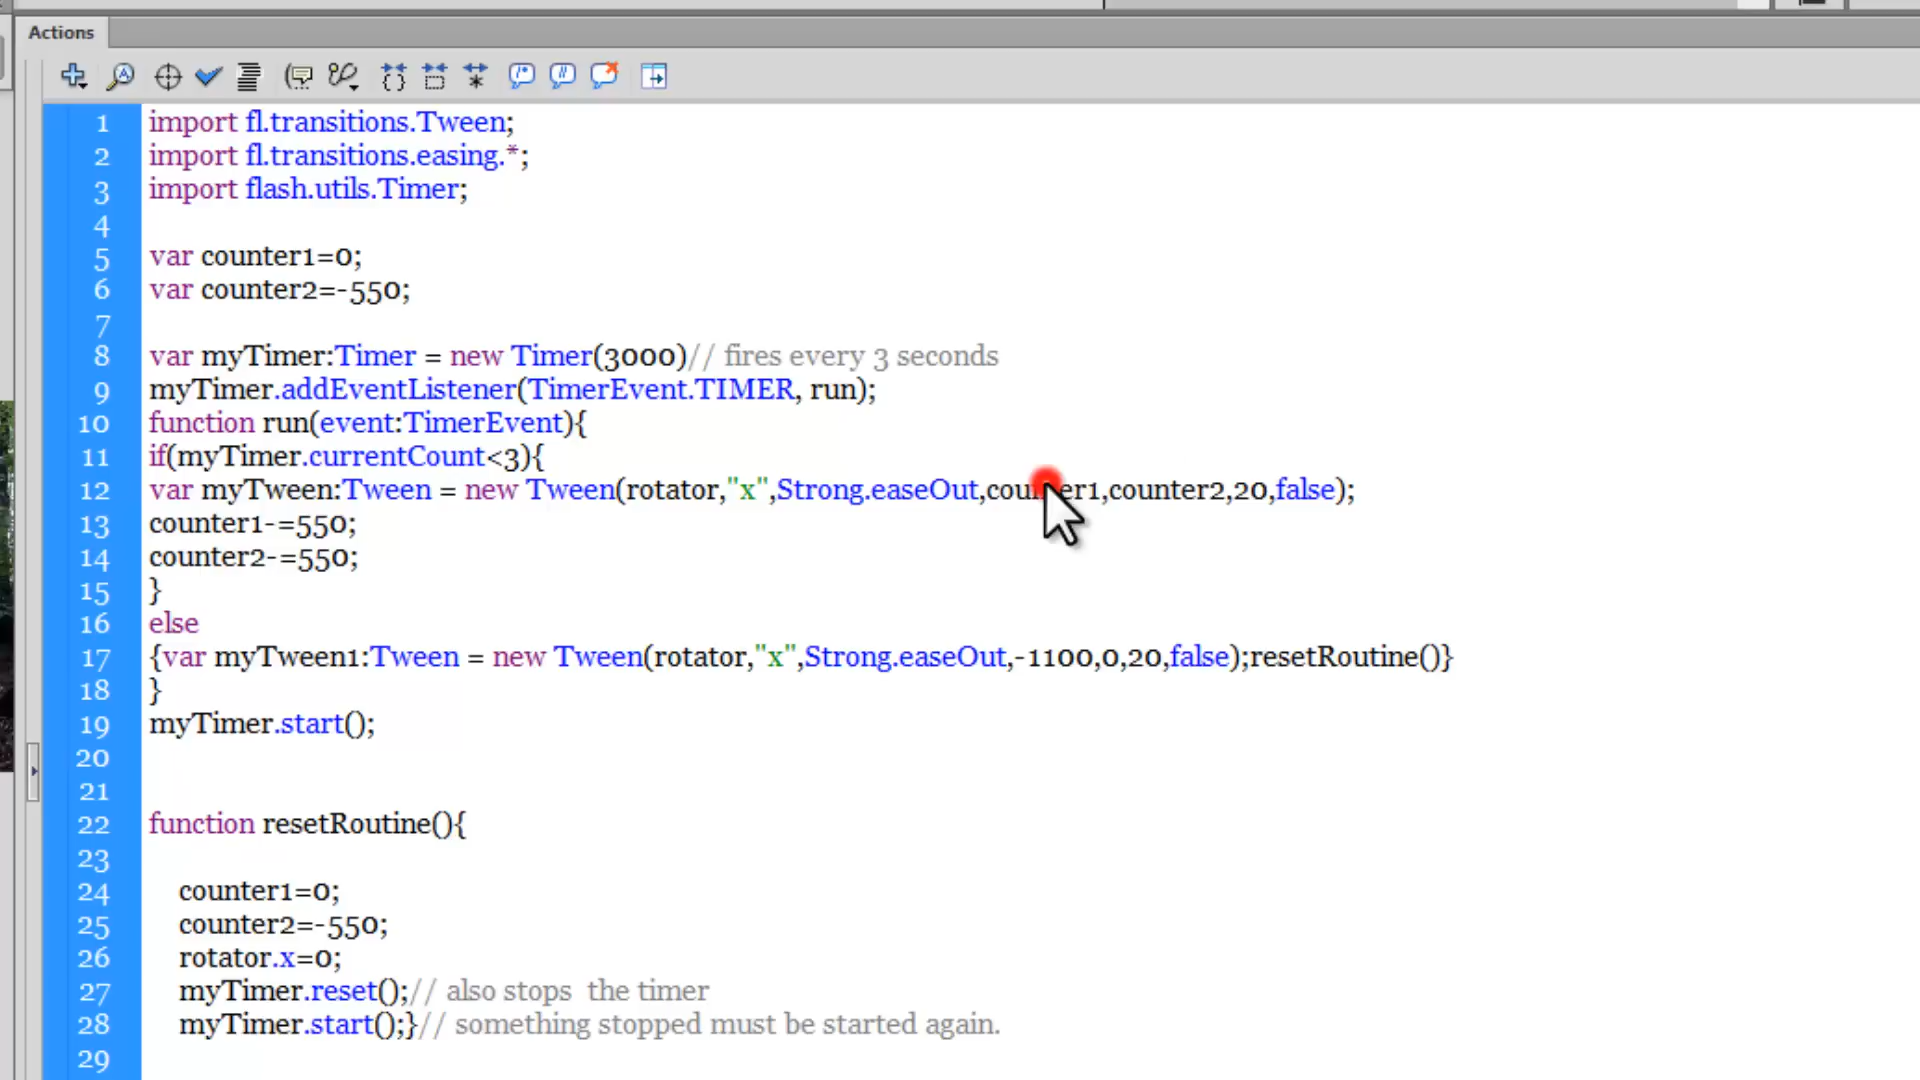 Actions
1 import fl.transitions.Tween;
2 import fl.transitions.easing.*;
3 import flash.utils.Timer;
4
5 var counter1=0;
6 var counter2=-550;
7
8 var myTimer:Timer = new Timer(3000)// fires every 3 seconds
9 myTimer.addEventListener(TimerEvent.TIMER, run);
10 function run(event:TimerEvent){
11 if(myTimer.currentCount<3){
12 var myTween:Tween = new Tween(rotator,"x",Strong.easeOut,counter1,counter2,20,false);
13 counter1-=550;
14 counter2-=550;
15 }
16 else
17 {var myTween1:Tween = new Tween(rotator,"x",Strong.easeOut,-1100,0,20,false);resetRoutine()}
18 }
19 myTimer.start();
20
21
22 function resetRoutine(){
23
24 counter1=0;
25 counter2=-550;
26 rotator.x=0;
27 myTimer.reset();// also stops  the timer
28 myTimer.start();}// something stopped must be started again.
29